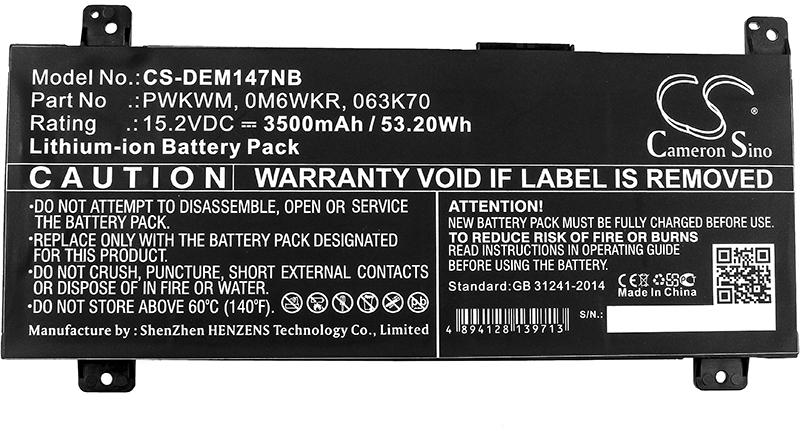 Model No.:CS-DEM147NB
Part No .:PWKWM, 0M6WKR, 063K70
Rating .:15.2VDC ⎓ 3500mAh / 53.20Wh
Lithium-ion Battery Pack
CS
Cameron Sino
CAUTION WARRANTY VOID IF LABEL IS REMOVED
•DO NOT ATTEMPT TO DISASSEMBLE, OPEN OR SERVICE
THE BATTERY PACK.
•REPLACE ONLY WITH THE BATTERY PACK DESIGNATED
FOR THIS PRODUCT.
•DO NOT CRUSH, PUNCTURE, SHORT EXTERNAL CONTACTS
OR DISPOSE OF IN FIRE OR WATER.
•DO NOT STORE ABOVE 60°C (140°F).
Manufacture by : ShenZhen HENZENS Technology Co., Limited
ATTENTION!
NEW BATTERY PACK MUST BE FULLY CHARGED BEFORE USE.
TO REDUCE RISK OF FIRE OR BURNS
READ INSTRUCTIONS IN OPERATING GUIDE
BEFORE USING THE BATTERY.
Standard:GB 31241-2014
CE
Made In China
4 894128 139713
S/N.: